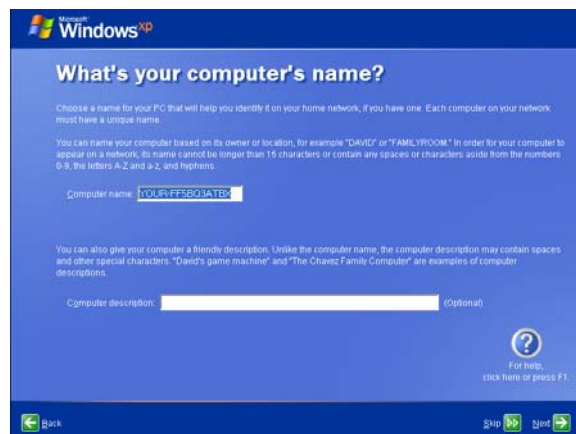 Microsoft
Windows xp
What's your computer's name?
Choose a name for your PC that will help you identify it on your home network, if you have one. Each computer on your network
must have a unique name.
You can name your computer based on its owner or location, for example "DAVID" or "FAMILYROOM." In order for your computer to
appear on a network, its name cannot be longer than 15 characters or contain any spaces or characters aside from the numbers
0-9, the letters A-Z and a-z, and hyphens.
Computer name: YOUR-FF5BQ3ATBX
You can also give your computer a friendly description. Unlike the computer name, the computer description may contain spaces
and other special characters. "David's game machine" and "The Chavez Family Computer" are examples of computer
descriptions.
Computer description: (Optional)
?
For help,
click here or press F1.
Back Skip Next